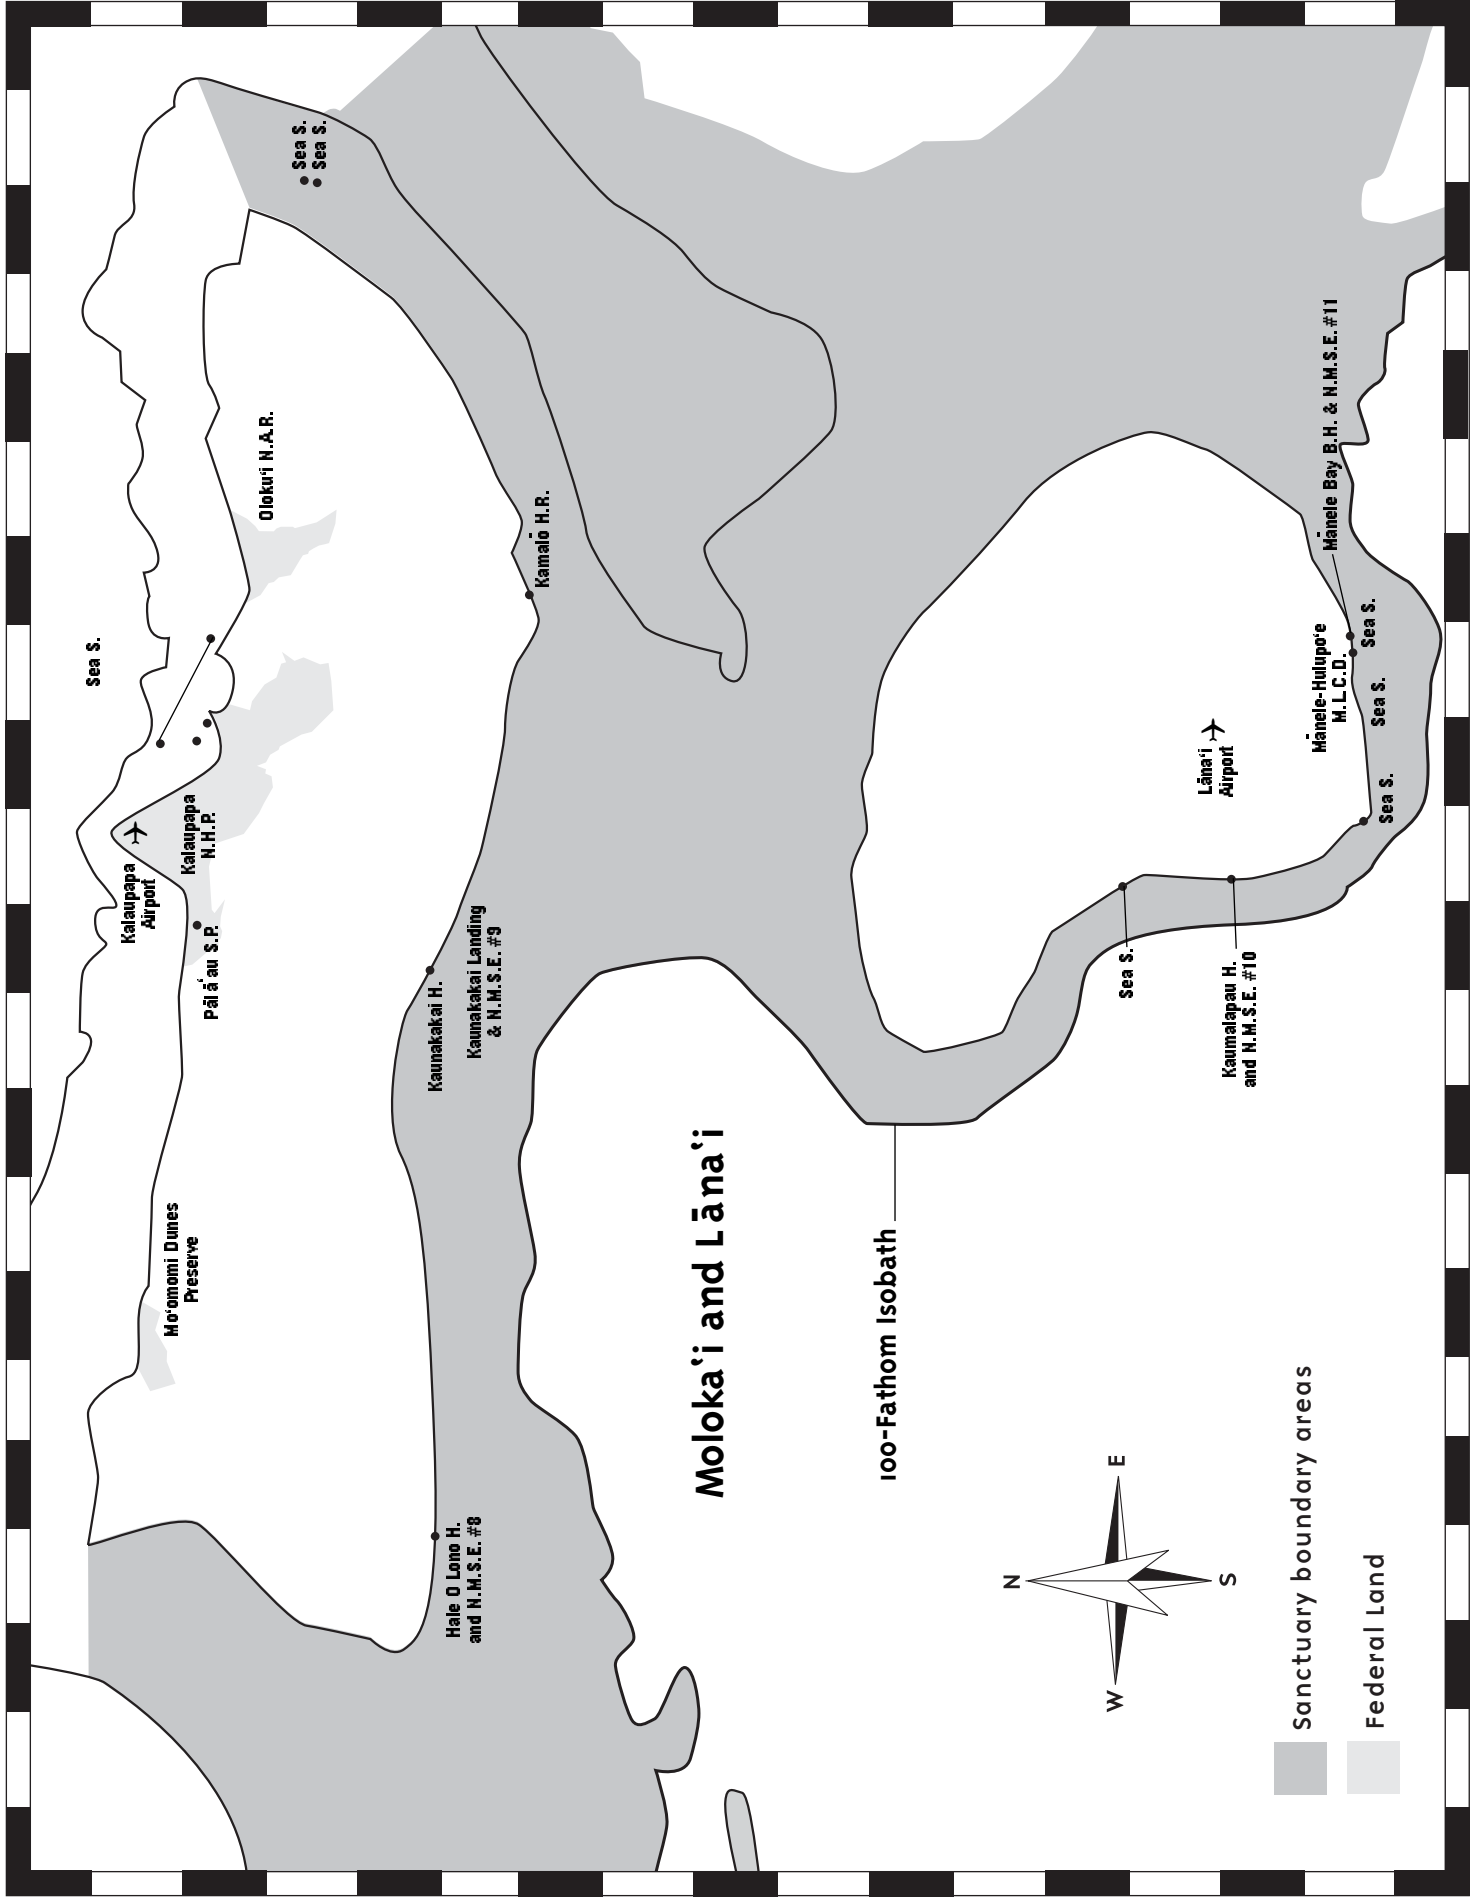 Sea S.
Sea S.
Sea S.
Oloku‘i N.A.R.
Kalaupapa
Airport
Kalaupapa
N.H.P.
Pālā‘au S.P.
Mo‘omomi Dunes
Preserve
Kamalō H.R.
Kaunakakai H.
Kaunakakai Landing
& N.M.S.E. #9
Hale O Lono H.
and N.M.S.E. #8
Moloka‘i and Lāna‘i
100-Fathom Isobath
Mānele Bay B.H. & N.M.S.E. #11
Mānele-Hulupo‘e
M.L.C.D.
Sea S.
Sea S.
Sea S.
Lāna‘i
Airport
Sea S.
Kaumalapau H.
and N.M.S.E. #10
N
E
S
W
Sanctuary boundary areas
Federal Land